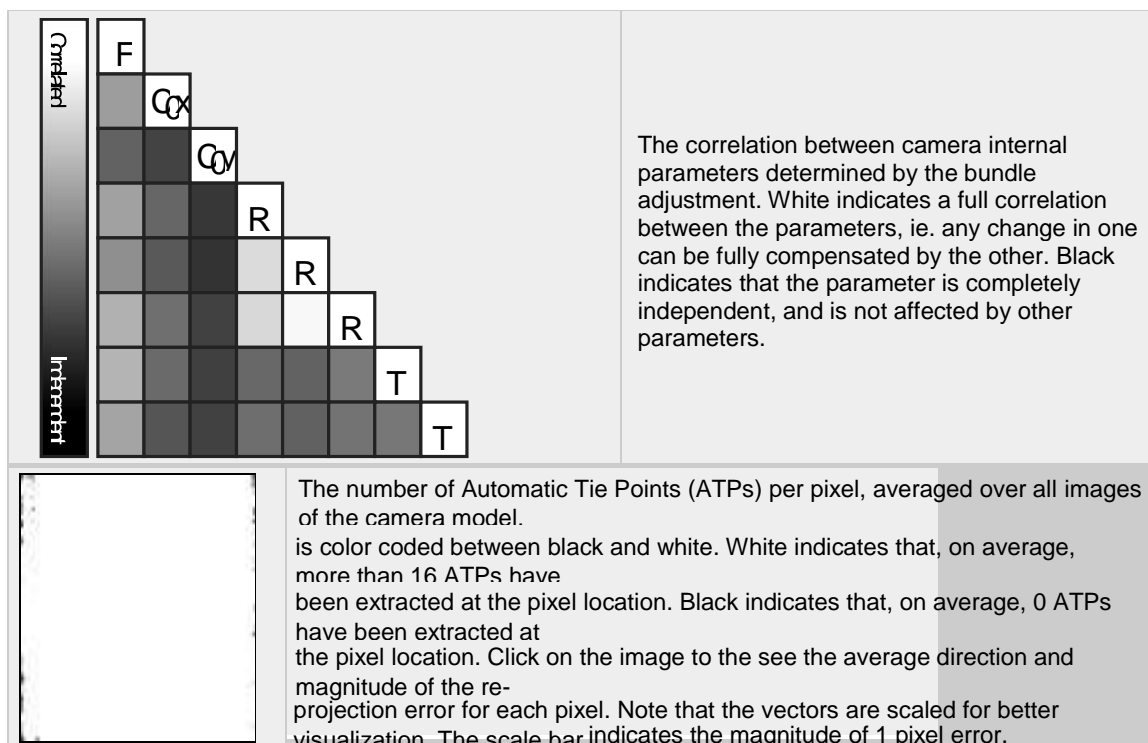 Correlated
Independent
F
C0x
C0y
R
R
R
T
T
The correlation between camera internal
parameters determined by the bundle
adjustment. White indicates a full correlation
between the parameters, ie. any change in one
can be fully compensated by the other. Black
indicates that the parameter is completely
independent, and is not affected by other
parameters.
The number of Automatic Tie Points (ATPs) per pixel, averaged over all images
of the camera model.
is color coded between black and white. White indicates that, on average,
more than 16 ATPs have
been extracted at the pixel location. Black indicates that, on average, 0 ATPs
have been extracted at
the pixel location. Click on the image to the see the average direction and
magnitude of the re-
projection error for each pixel. Note that the vectors are scaled for better
visualization. The scale bar indicates the magnitude of 1 pixel error.